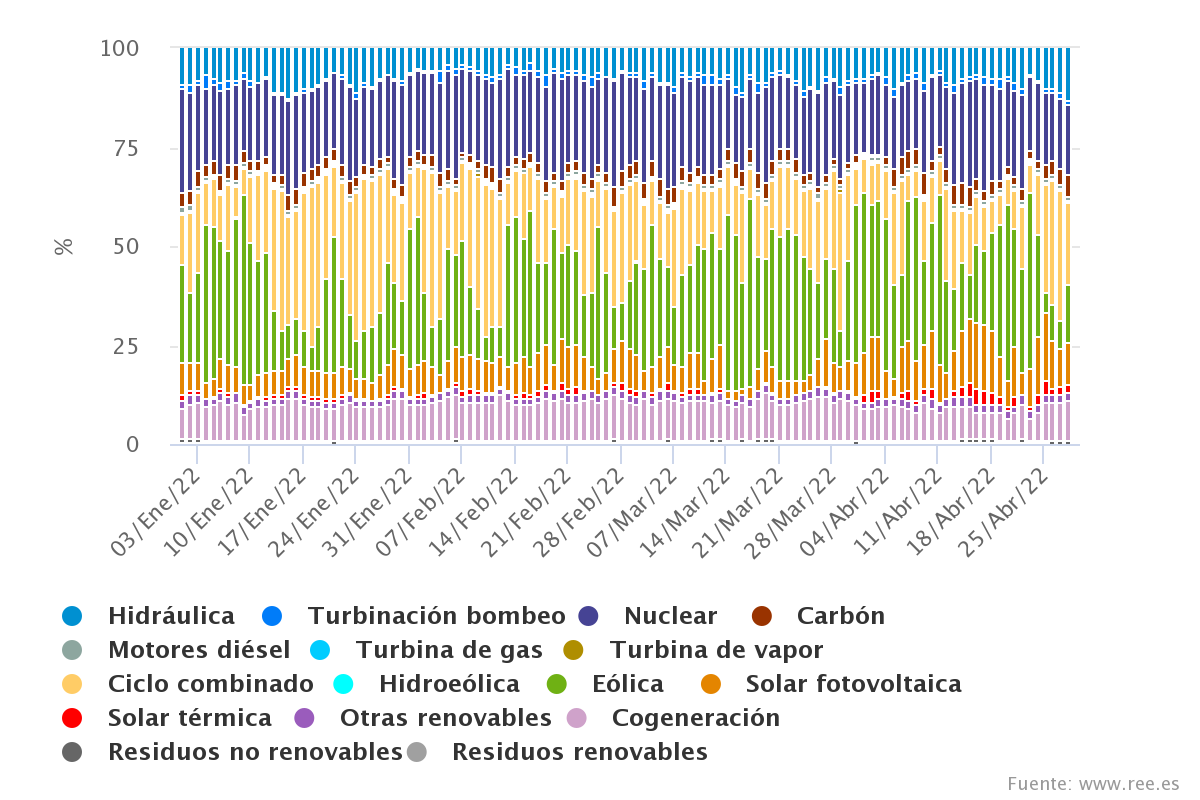 100
75
50
25
0
%
03/Ene/22
10/Ene/22
17/Ene/22
24/Ene/22
31/Ene/22
07/Feb/22
14/Feb/22
21/Feb/22
28/Feb/22
07/Mar/22
14/Mar/22
21/Mar/22
28/Mar/22
04/Abr/22
11/Abr/22
18/Abr/22
25/Abr/22
Hidráulica Turbinación bombeo Nuclear Carbón
Motores diésel Turbina de gas Turbina de vapor
Ciclo combinado Hidroeólica Eólica Solar fotovoltaica
Solar térmica Otras renovables Cogeneración
Residuos no renovables Residuos renovables
Fuente: www.ree.es